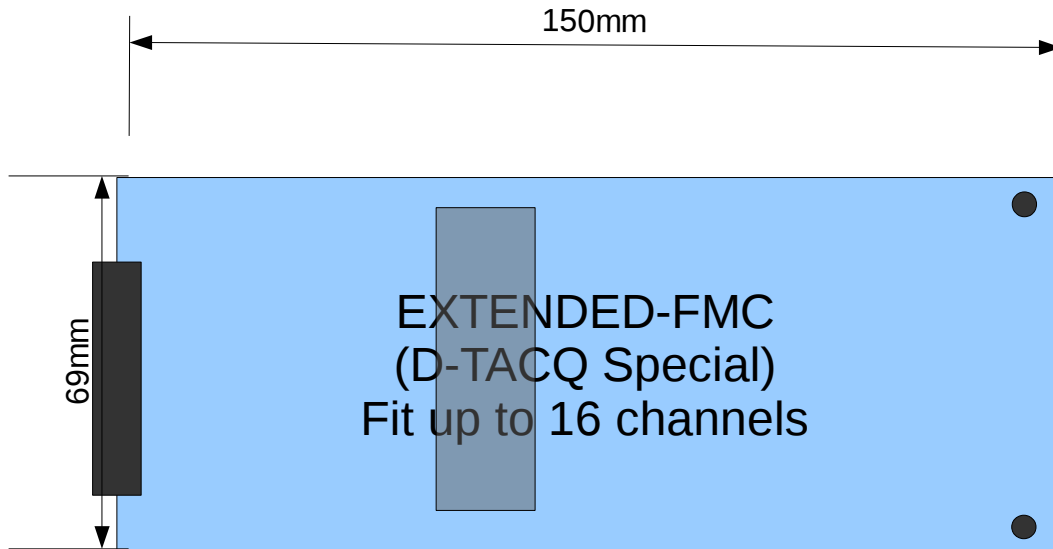 150mm
69mm
EXTENDED-FMC
(D-TACQ Special)
Fit up to 16 channels